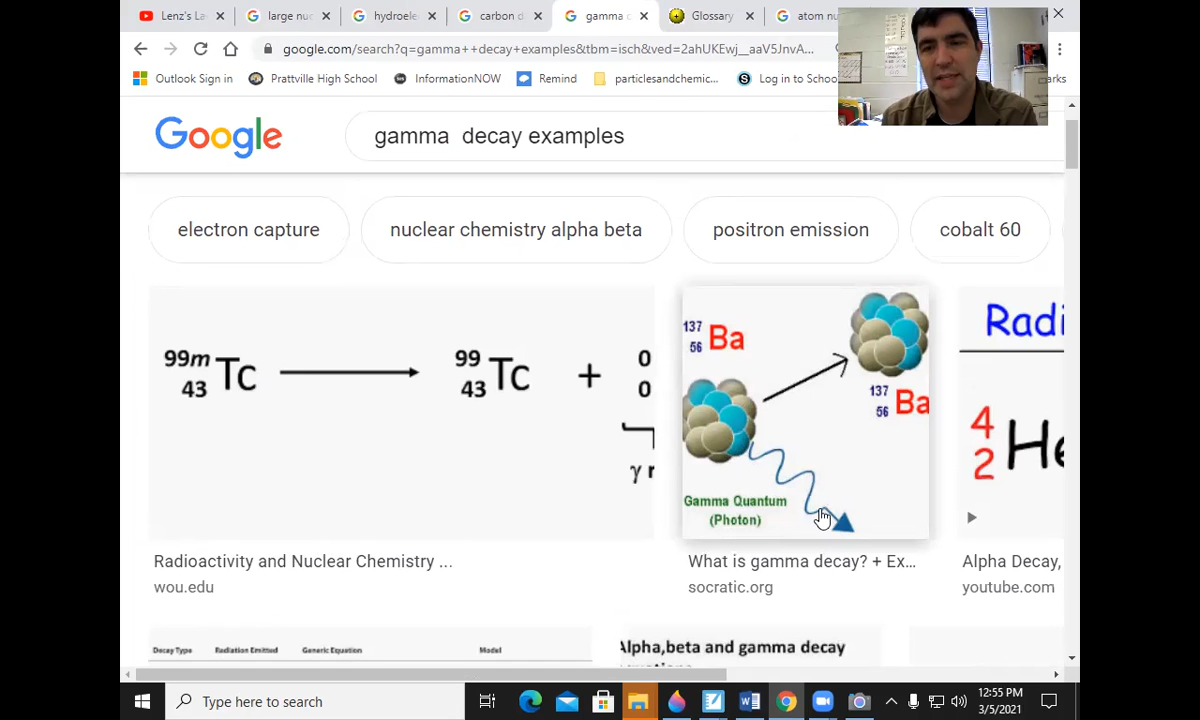 Lenz's La
large nuc
hydroele
carbon d
gamma d
Glossary
atom nu
google.com/search?q=gamma++decay+examples&tbm=isch&ved=2ahUKEwj__aaV5JnvA...
Outlook Sign in
Prattville High School
InformationNOW
Remind
particlesandchemic...
Log in to Schoo
arks
Google
gamma decay examples
electron capture
nuclear chemistry alpha beta
positron emission
cobalt 60
99m
43
Tc
99
43
Tc
+
0
0
γ r
137
56
Ba
137
56
Ba
Gamma Quantum
(Photon)
Radi
4
2
He
Radioactivity and Nuclear Chemistry ...
wou.edu
What is gamma decay? + Ex...
socratic.org
Alpha Decay,
youtube.com
Decay Type
Radiation Emitted
Generic Equation
Model
Alpha,beta and gamma decay
Type here to search
12:55 PM
3/5/2021